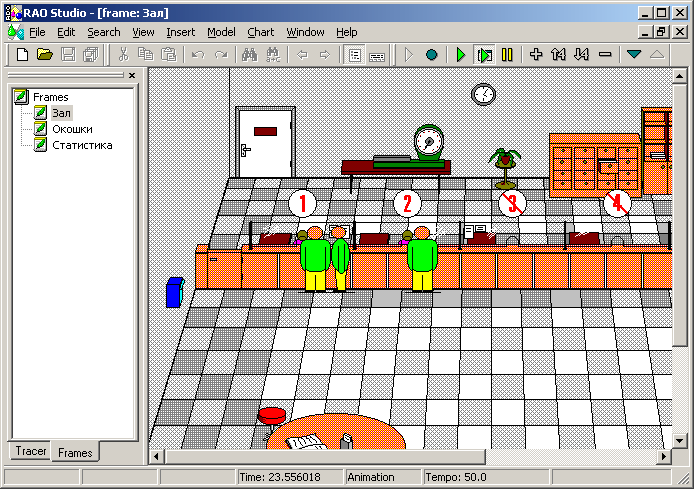 RAO Studio - [frame: Зал]
File Edit Search View Insert Model Chart Window Help
Frames
Зал
Окошки
Статистика
1 2 3 4
Tracer Frames
Time: 23.556018 Animation Tempo: 50.0